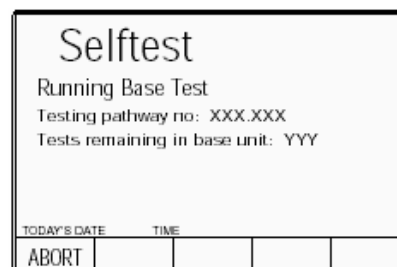 Selftest
Running Base Test
Testing pathway no: XXX.XXX
Tests remaining in base unit: YYY
TODAY'S DATE TIME
ABORT